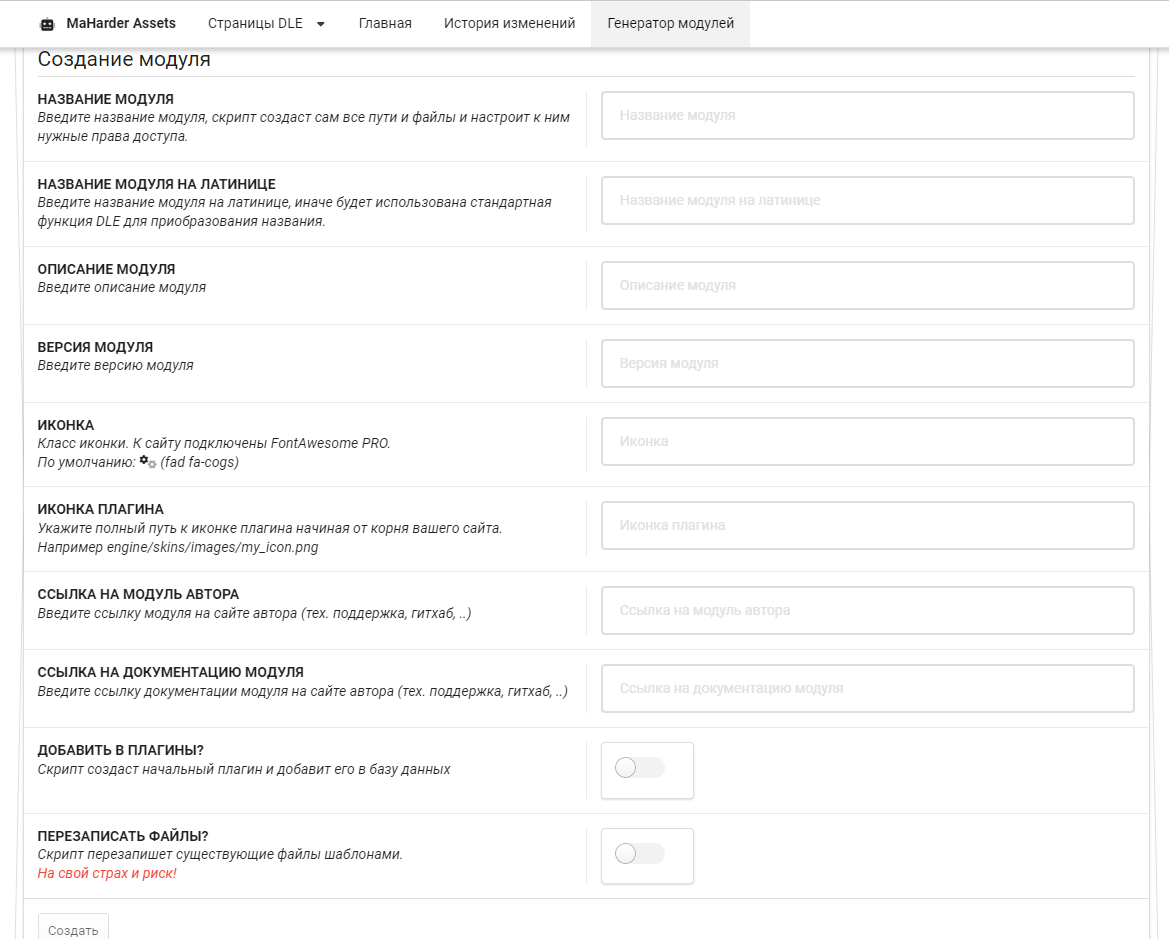 MaHarder Assets Страницы DLE Главная История изменений Генератор модулей
Создание модуля
НАЗВАНИЕ МОДУЛЯ
Введите название модуля, скрипт создаст сам все пути и файлы и настроит к ним
нужные права доступа.
Название модуля
НАЗВАНИЕ МОДУЛЯ НА ЛАТИНИЦЕ
Введите название модуля на латинице, иначе будет использована стандартная
функция DLE для приобразования названия.
Название модуля на латинице
ОПИСАНИЕ МОДУЛЯ
Введите описание модуля
Описание модуля
ВЕРСИЯ МОДУЛЯ
Введите версию модуля
Версия модуля
ИКОНКА
Класс иконки. К сайту подключены FontAwesome PRO.
По умолчанию: (fad fa-cogs)
Иконка
ИКОНКА ПЛАГИНА
Укажите полный путь к иконке плагина начиная от корня вашего сайта.
Например engine/skins/images/my_icon.png
Иконка плагина
ССЫЛКА НА МОДУЛЬ АВТОРА
Введите ссылку модуля на сайте автора (тех. поддержка, гитхаб, ..)
Ссылка на модуль автора
ССЫЛКА НА ДОКУМЕНТАЦИЮ МОДУЛЯ
Введите ссылку документации модуля на сайте автора (тех. поддержка, гитхаб, ..)
Ссылка на документацию модуля
ДОБАВИТЬ В ПЛАГИНЫ?
Скрипт создаст начальный плагин и добавит его в базу данных
ПЕРЕЗАПИСАТЬ ФАЙЛЫ?
Скрипт перезапишет существующие файлы шаблонами.
На свой страх и риск!
Создать